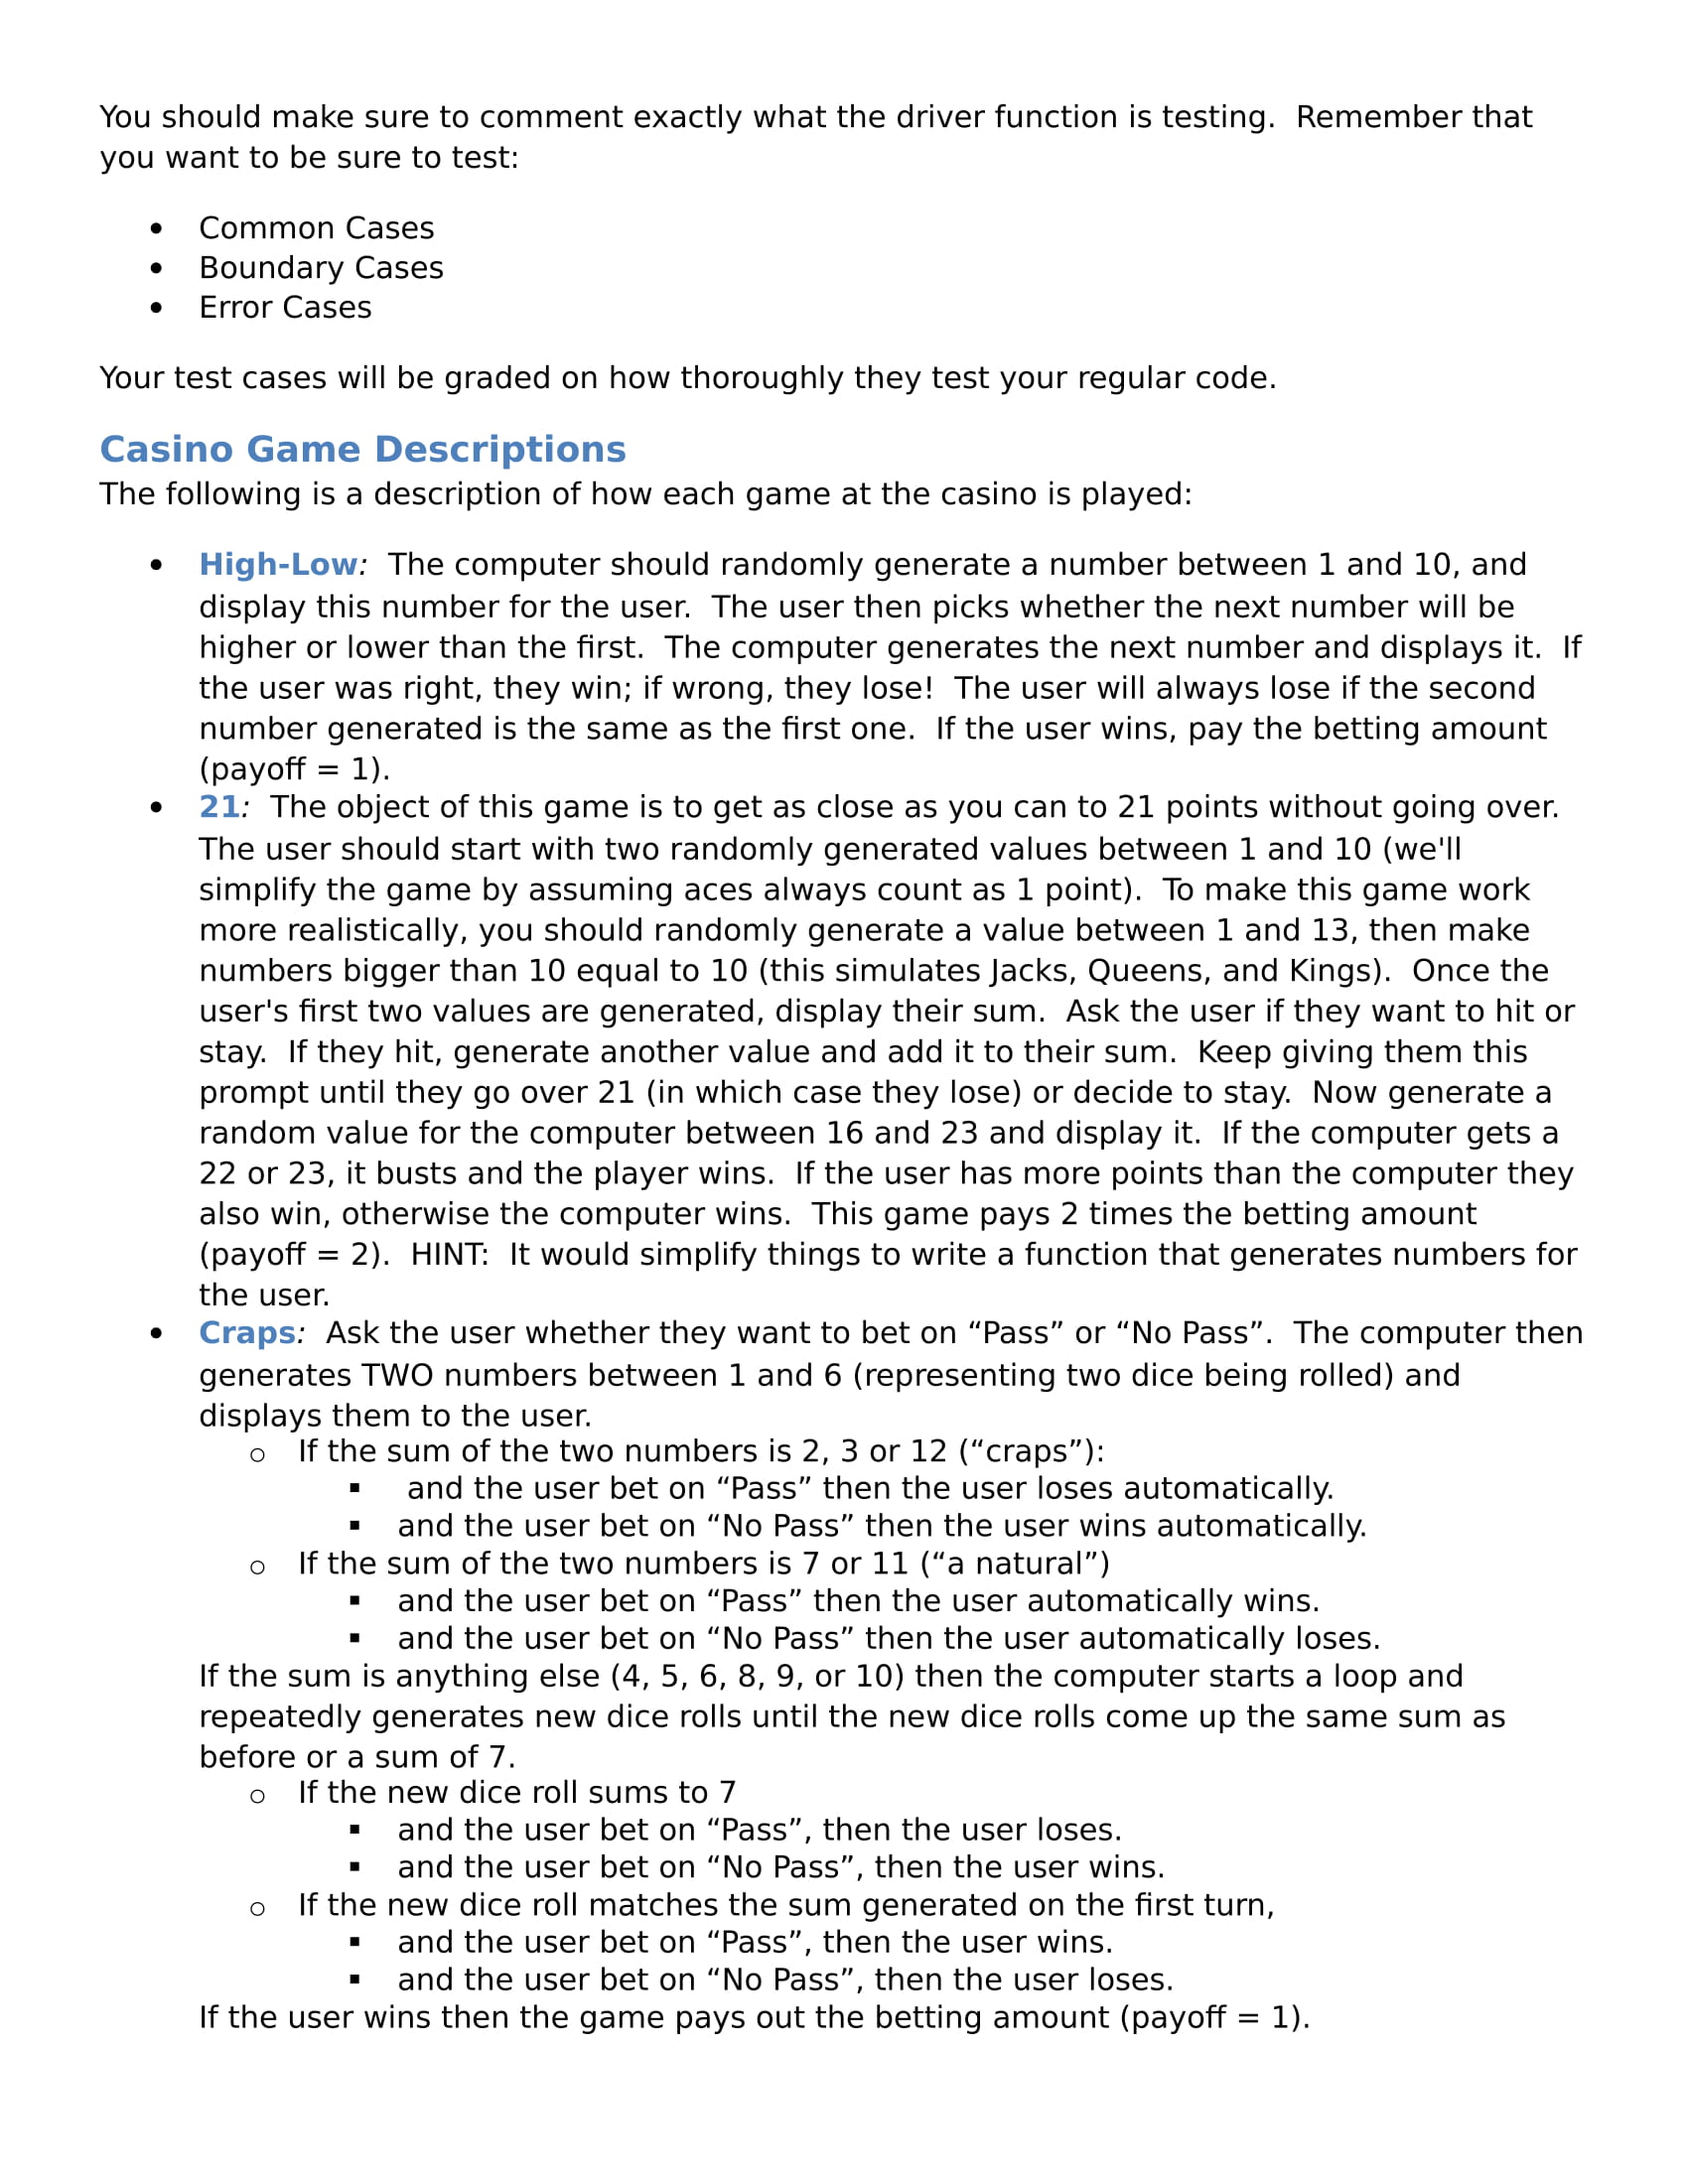 You should make sure to comment exactly what the driver function is testing.  Remember that
you want to be sure to test:
• Common Cases
• Boundary Cases
• Error Cases
Your test cases will be graded on how thoroughly they test your regular code.
Casino Game Descriptions
The following is a description of how each game at the casino is played:
• High-Low:  The computer should randomly generate a number between 1 and 10, and
display this number for the user.  The user then picks whether the next number will be
higher or lower than the first.  The computer generates the next number and displays it.  If
the user was right, they win; if wrong, they lose!  The user will always lose if the second
number generated is the same as the first one.  If the user wins, pay the betting amount
(payoff = 1).
• 21:  The object of this game is to get as close as you can to 21 points without going over.
The user should start with two randomly generated values between 1 and 10 (we'll
simplify the game by assuming aces always count as 1 point).  To make this game work
more realistically, you should randomly generate a value between 1 and 13, then make
numbers bigger than 10 equal to 10 (this simulates Jacks, Queens, and Kings).  Once the
user's first two values are generated, display their sum.  Ask the user if they want to hit or
stay.  If they hit, generate another value and add it to their sum.  Keep giving them this
prompt until they go over 21 (in which case they lose) or decide to stay.  Now generate a
random value for the computer between 16 and 23 and display it.  If the computer gets a
22 or 23, it busts and the player wins.  If the user has more points than the computer they
also win, otherwise the computer wins.  This game pays 2 times the betting amount
(payoff = 2).  HINT:  It would simplify things to write a function that generates numbers for
the user.
• Craps:  Ask the user whether they want to bet on “Pass” or “No Pass”.  The computer then
generates TWO numbers between 1 and 6 (representing two dice being rolled) and
displays them to the user.
○ If the sum of the two numbers is 2, 3 or 12 (“craps”):
▪ and the user bet on “Pass” then the user loses automatically.
▪ and the user bet on “No Pass” then the user wins automatically.
○ If the sum of the two numbers is 7 or 11 (“a natural”)
▪ and the user bet on “Pass” then the user automatically wins.
▪ and the user bet on “No Pass” then the user automatically loses.
If the sum is anything else (4, 5, 6, 8, 9, or 10) then the computer starts a loop and
repeatedly generates new dice rolls until the new dice rolls come up the same sum as
before or a sum of 7.
○ If the new dice roll sums to 7
▪ and the user bet on “Pass”, then the user loses.
▪ and the user bet on “No Pass”, then the user wins.
○ If the new dice roll matches the sum generated on the first turn,
▪ and the user bet on “Pass”, then the user wins.
▪ and the user bet on “No Pass”, then the user loses.
If the user wins then the game pays out the betting amount (payoff = 1).